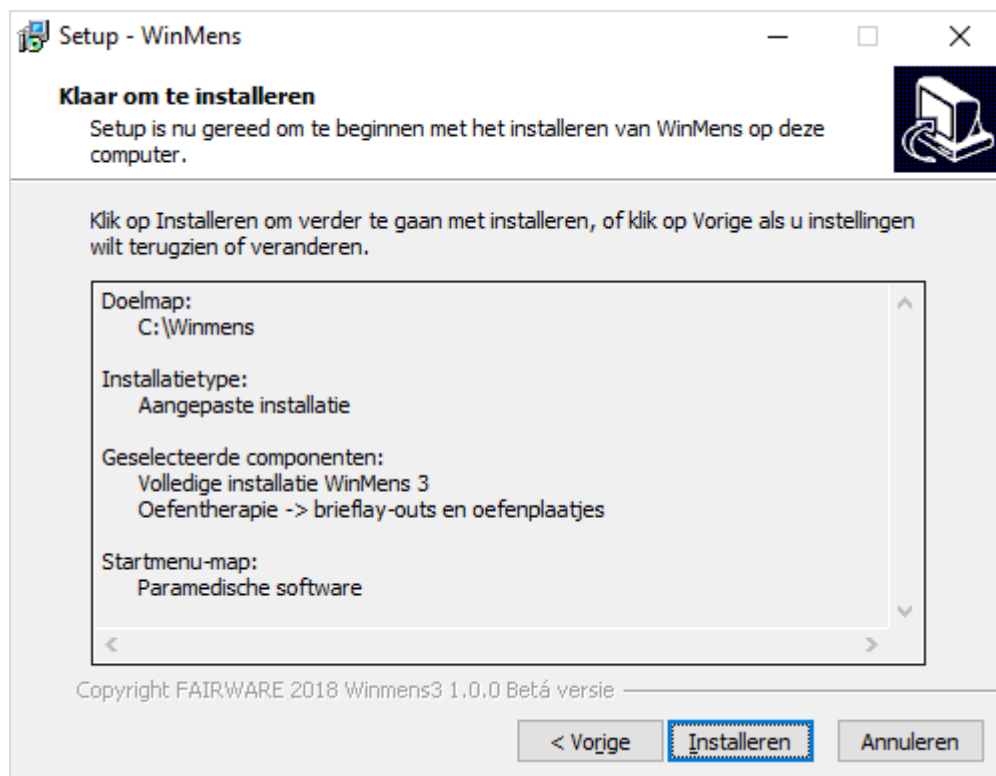 Setup - WinMens
Klaar om te installeren
Setup is nu gereed om te beginnen met het installeren van WinMens op deze
computer.
Klik op Installeren om verder te gaan met installeren, of klik op Vorige als u instellingen
wilt terugzien of veranderen.
Doelmap:
C:\Winmens
Installatietype:
Aangepaste installatie
Geselecteerde componenten:
Volledige installatie WinMens 3
Oefentherapie -> brieflay-outs en oefenplaatjes
Startmenu-map:
Paramedische software
Copyright FAIRWARE 2018 Winmens3 1.0.0 Betá versie
< Vorige
Installeren
Annuleren